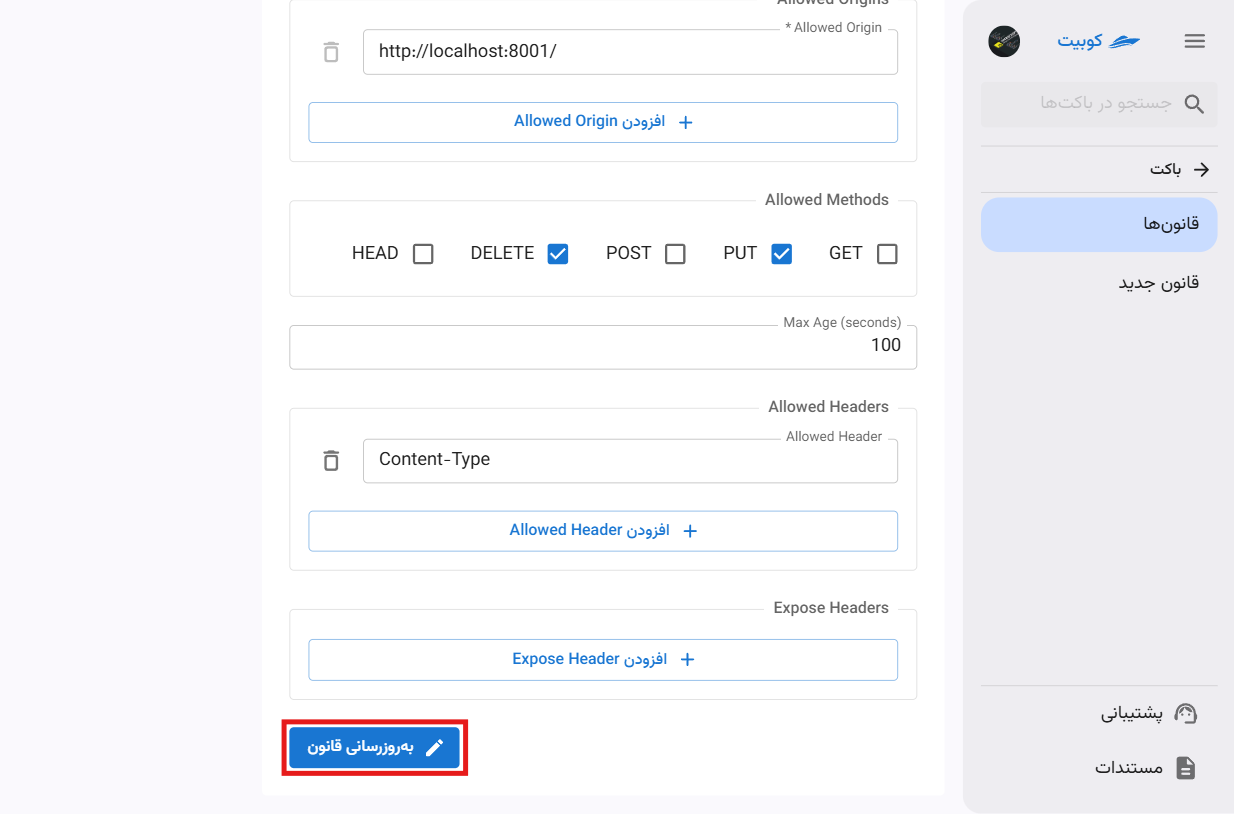 Allowed Origins
Allowed Origin *
http://localhost:8001/
افزودن Allowed Origin
Allowed Methods
GET
PUT
POST
DELETE
HEAD
Max Age (seconds)
100
Allowed Headers
Allowed Header
Content-Type
افزودن Allowed Header
Expose Headers
افزودن Expose Header
به‌روزرسانی قانون
کوبیت
جستجو در باکت‌ها
باکت
قانون‌ها
قانون جدید
پشتیبانی
مستندات